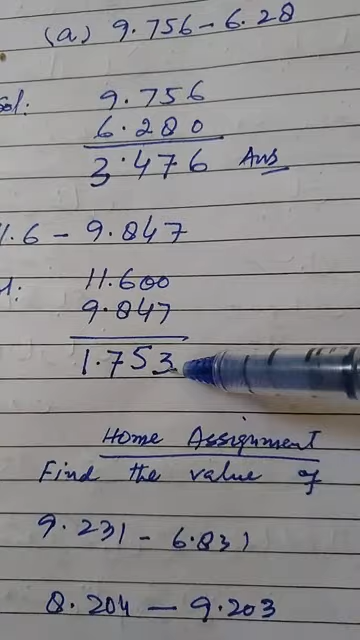 (a) 9.756 - 6.28
Sol: 9.756
6.280
3.476 Ans
11.6 - 9.847
11.600
9.847
1.753
Home Assignment
Find the value of
9.231 - 6.831
8.204 - 9.203